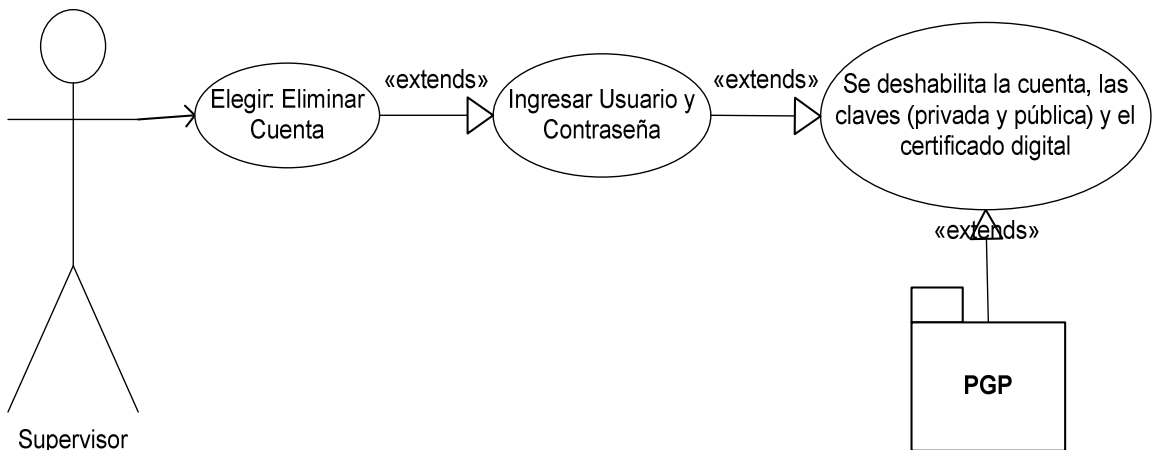 «extends»
«extends»
Elegir: Eliminar
Cuenta
Ingresar Usuario y
Contraseña
Se deshabilita la cuenta, las
claves (privada y pública) y el
certificado digital
«extends»
PGP
Supervisor